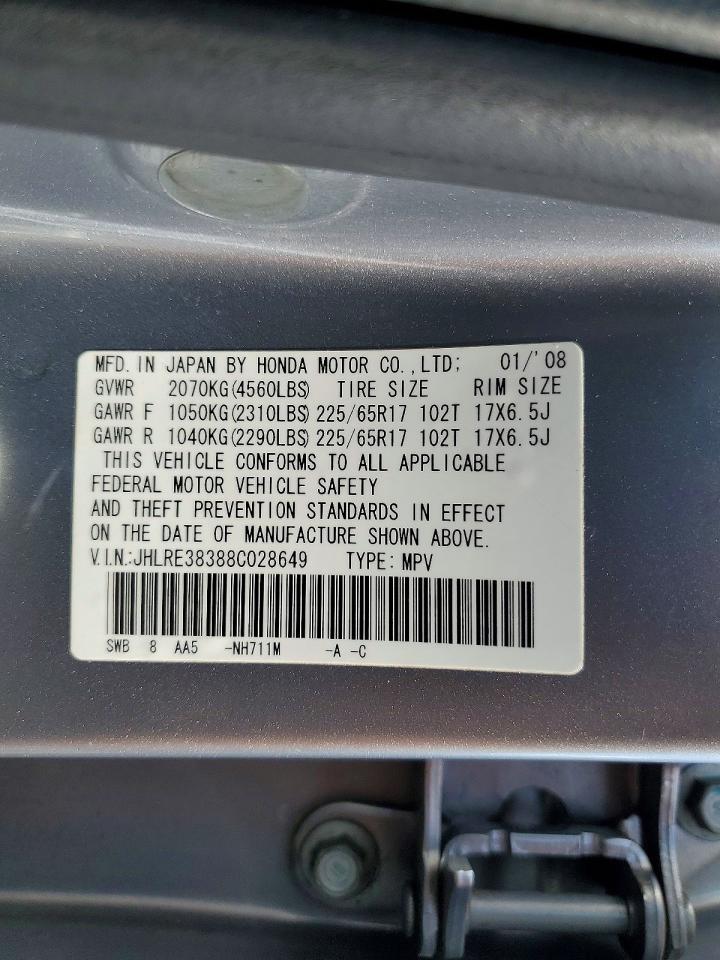 MFD. IN JAPAN BY HONDA MOTOR CO., LTD; 01/'08
GVWR 2070KG(4560LBS) TIRE SIZE RIM SIZE
GAWR F 1050KG(2310LBS) 225/65R17 102T 17X6.5J
GAWR R 1040KG(2290LBS) 225/65R17 102T 17X6.5J
THIS VEHICLE CONFORMS TO ALL APPLICABLE
FEDERAL MOTOR VEHICLE SAFETY
AND THEFT PREVENTION STANDARDS IN EFFECT
ON THE DATE OF MANUFACTURE SHOWN ABOVE.
V.I.N.:JHLRE38388C028649 TYPE: MPV
SWB 8 AA5 -NH711M -A -C